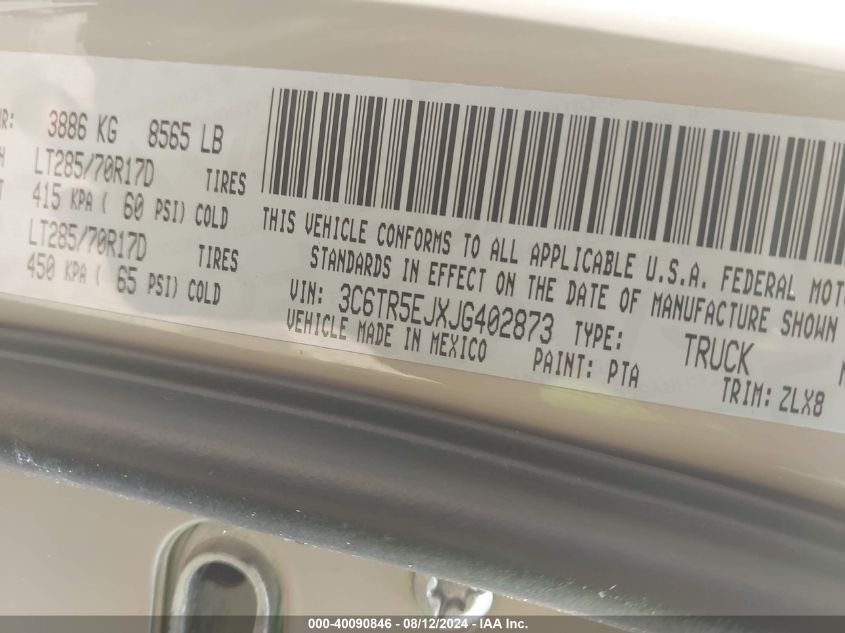 3886 KG 8565 LB
LT285/70R17D TIRES
415 KPA ( 60 PSI) COLD
LT285/70R17D TIRES
450 KPA ( 65 PSI) COLD
THIS VEHICLE CONFORMS TO ALL APPLICABLE U.S.A. FEDERAL
STANDARDS IN EFFECT ON THE DATE OF MANUFACTURE SHOWN
VIN: 3C6TR5EJXJG402873 TYPE: TRUCK
VEHICLE MADE IN MEXICO PAINT: PTA TRIM: ZLX8
000-40090846 - 08/12/2024 - IAA Inc.